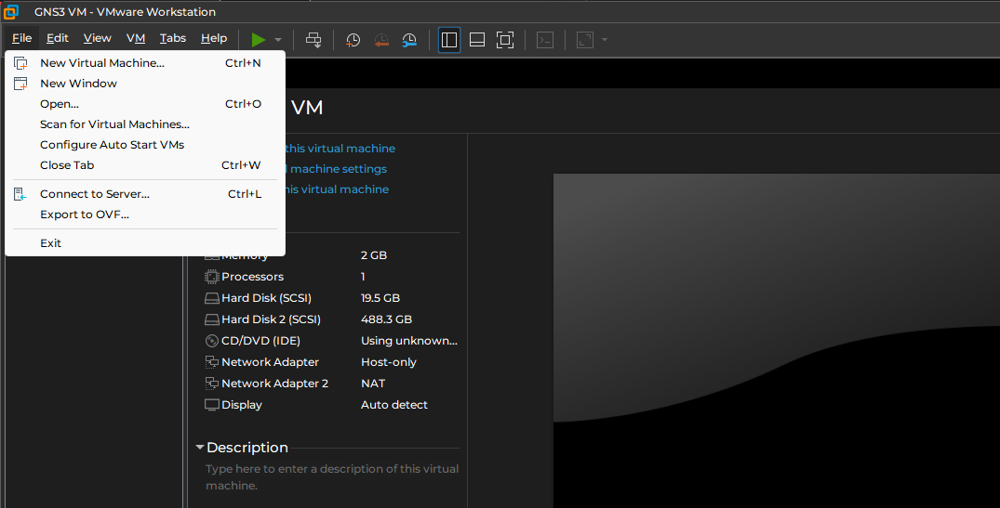 GNS3 VM - VMware Workstation
File Edit View VM Tabs Help
New Virtual Machine... Ctrl+N
New Window
Open... Ctrl+O
Scan for Virtual Machines...
Configure Auto Start VMs
Close Tab Ctrl+W
Connect to Server... Ctrl+L
Export to OVF...
Exit
VM
this virtual machine
machine settings
this virtual machine
Memory 2 GB
Processors 1
Hard Disk (SCSI) 19.5 GB
Hard Disk 2 (SCSI) 488.3 GB
CD/DVD (IDE) Using unknown...
Network Adapter Host-only
Network Adapter 2 NAT
Display Auto detect
Description
Type here to enter a description of this virtual
machine.